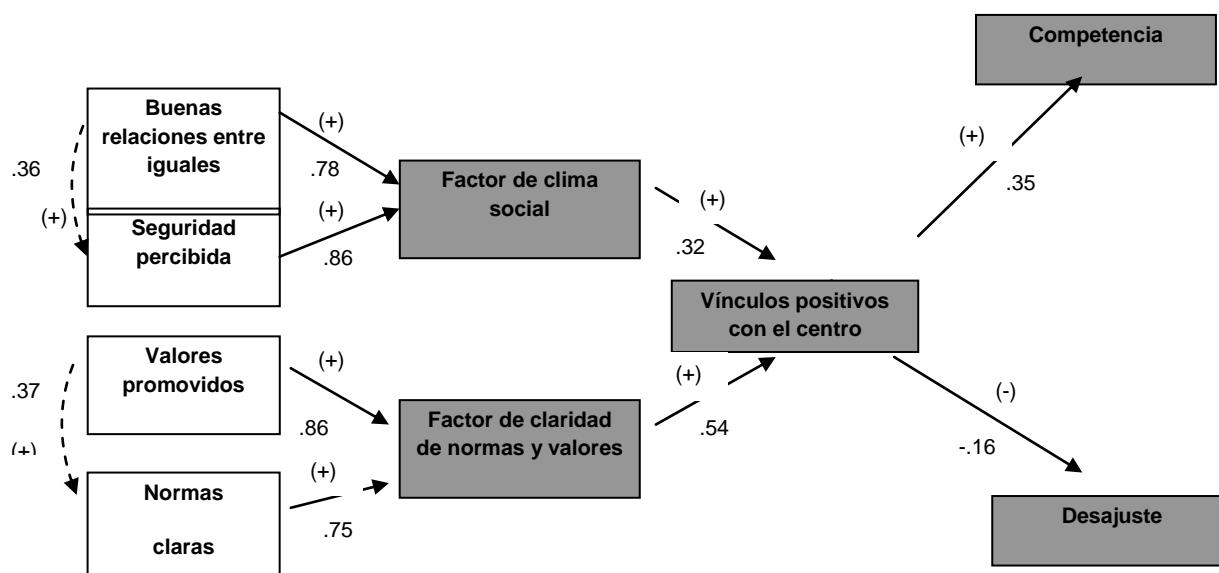 Competencia
Buenas
relaciones entre
iguales
(+)
.78
.36
(+)
Seguridad
percibida
(+)
.86
Factor de clima
social
(+)
.32
(+)
.35
Vínculos positivos
con el centro
Valores
promovidos
(+)
.86
.37
(+)
Factor de claridad
de normas y valores
(+)
.54
(-)
-.16
Normas
claras
(+)
.75
Desajuste